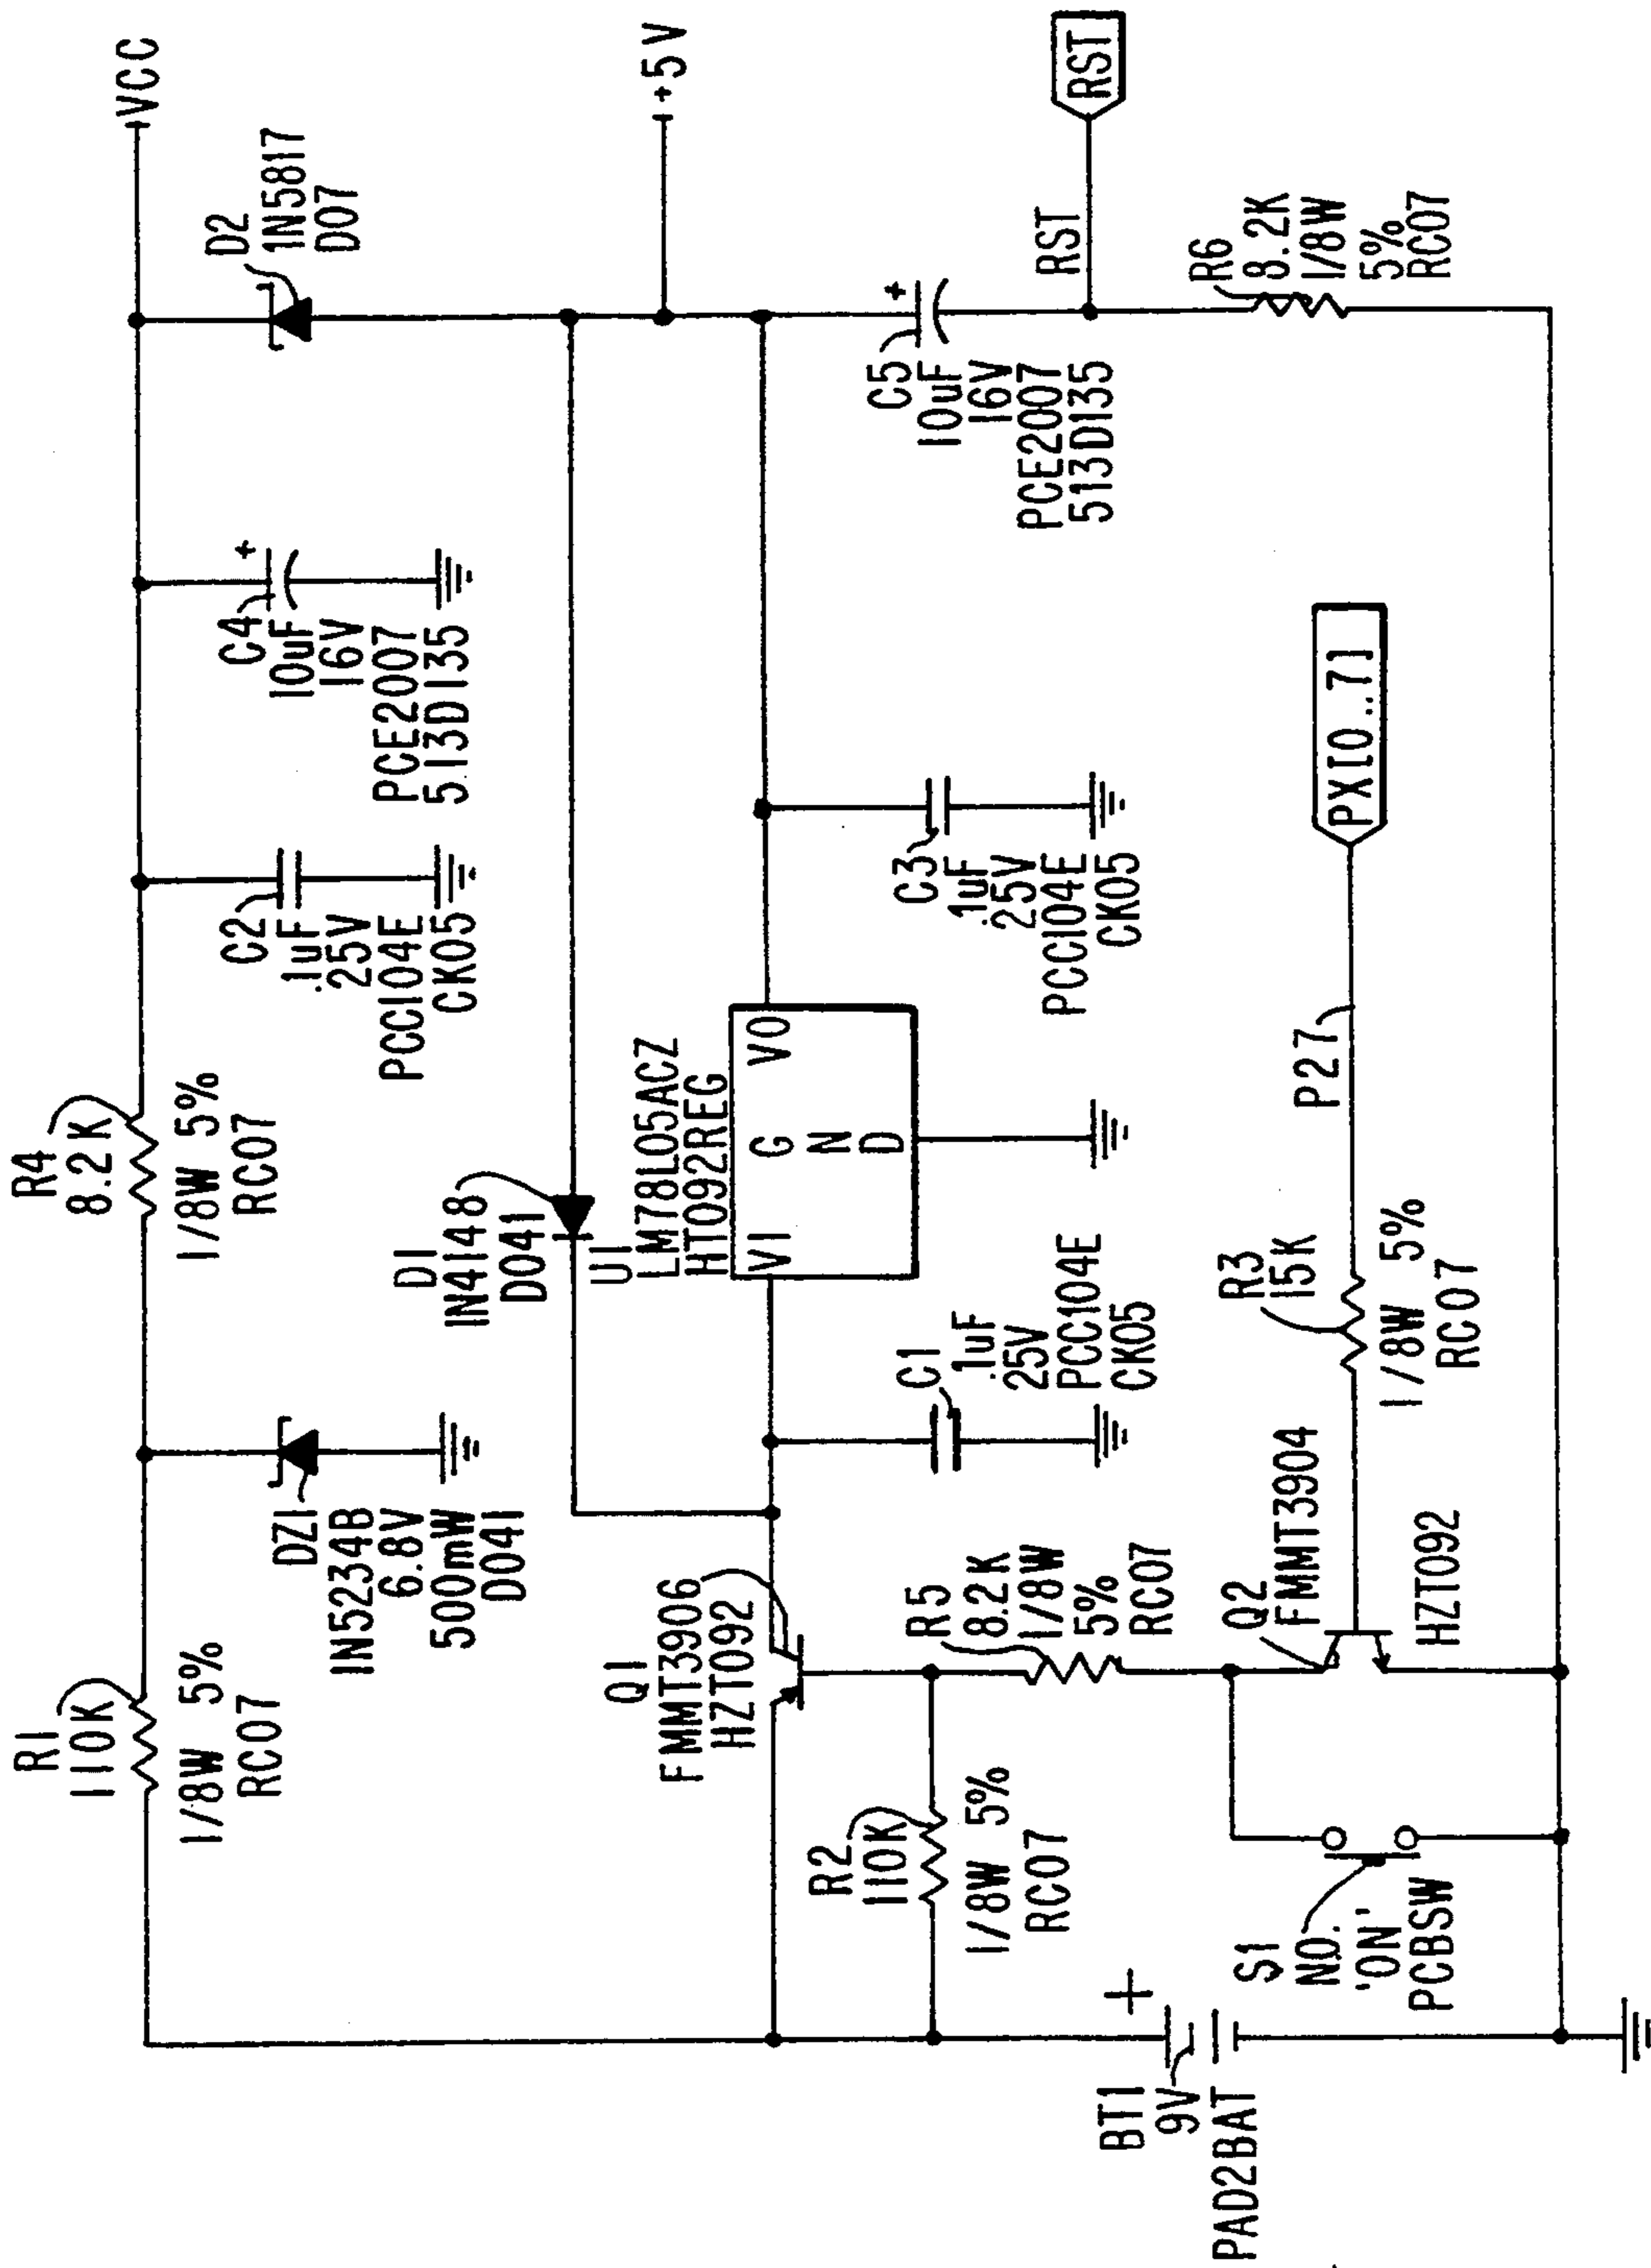 R1
110K
1/8W 5%
RC07
R4
8.2K
1/8W 5%
RC07
VCC
DZ1
1N5234B
6.8V
500mW
D041
C2
.1uF
25V
PCC104E
CK05
C4
+
10uF
16V
PCE2007
513D135
D2
1N5817
D07
D1
1N4148
D041
+5V
U1
LM78L05ACZ
HT092REG
VI
VO
G
N
D
Q1
FMMT3906
HZT092
C1
.1uF
25V
PCC104E
CK05
C3
.1uF
.25V
PCC104E
CK05
C5
+
10uF
16V
PCE2007
513D135
RST
RST
R2
110K
1/8W 5%
RC07
R5
8.2K
1/8W
5%
RC07
R6
8.2K
1/8W
5%
RC07
BT1
+
9V
PAD2BAT
S1
NO.
'ON'
PCBSW
Q2
FMMT3904
HZT092
R3
15K
1/8W 5%
RC07
P27
PX[0..7]